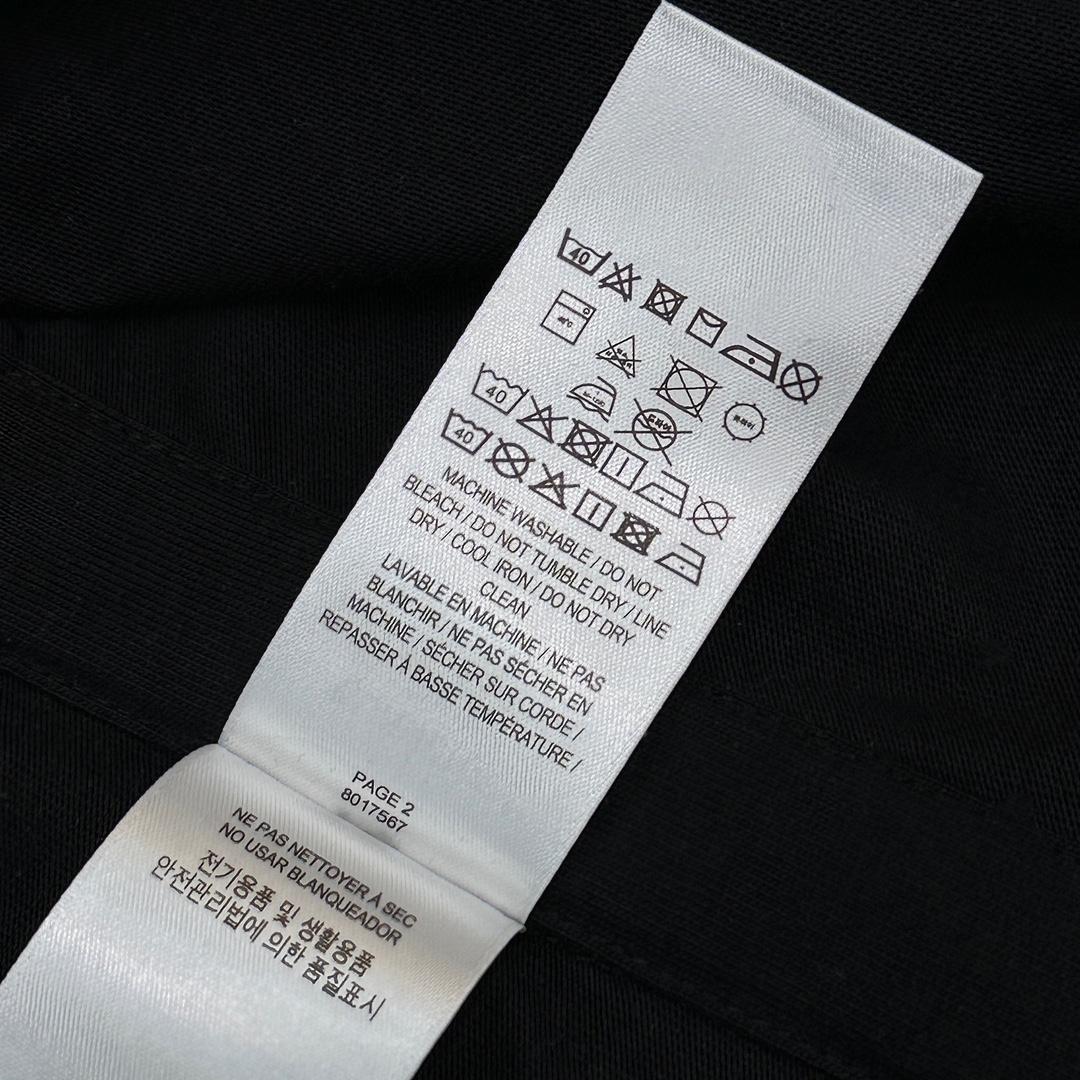 40
40
40
MACHINE WASHABLE / DO NOT
BLEACH / DO NOT TUMBLE DRY / LINE
DRY / COOL IRON / DO NOT DRY
CLEAN
LAVABLE EN MACHINE / NE PAS
BLANCHIR / NE PAS SÉCHER EN
MACHINE / SÉCHER SUR CORDE /
REPASSER À BASSE TEMPÉRATURE /
PAGE 2
8017567
NE PAS NETTOYER À SEC
NO USAR BLANQUEADOR
전기용품 및 생활용품
안전관리법에 의한 품질표시